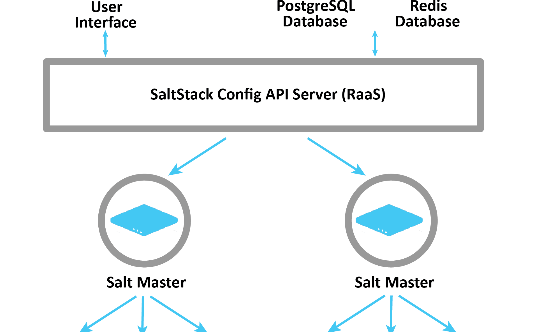 User
Interface
PostgreSQL
Database
Redis
Database
SaltStack Config API Server (RaaS)
Salt Master
Salt Master